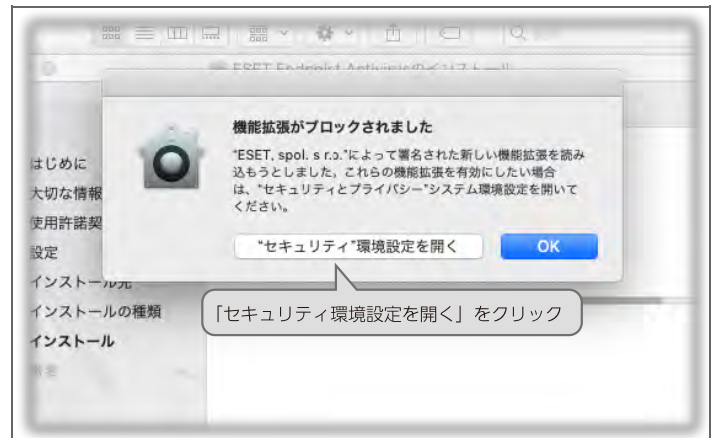 ESET Endpoint Antivirusのインストール
機能拡張がブロックされました
"ESET, spol. s r.o."によって署名された新しい機能拡張を読み
込もうとしました。これらの機能拡張を有効にしたい場合
は、"セキュリティとプライバシー"システム環境設定を開いて
ください。
"セキュリティ"環境設定を開く
OK
はじめに
大切な情報
使用許諾契
設定
インストール先
インストールの種類
インストール
「セキュリティ環境設定を開く」をクリック